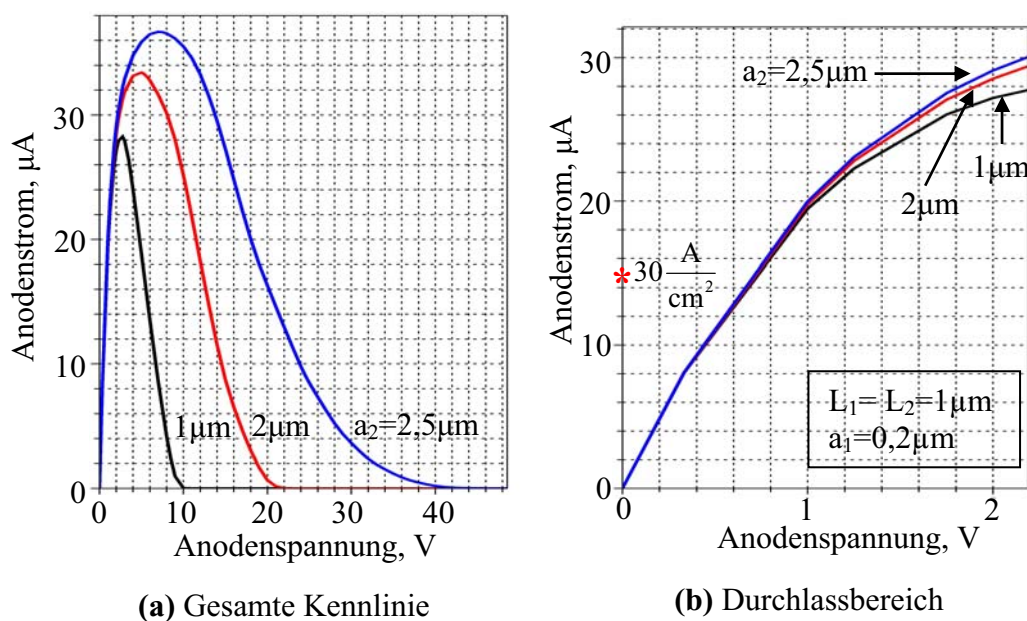 Anodenstrom, µA
30
20
10
0
1µm
2µm
a2=2,5µm
0
10
20
30
40
Anodenspannung, V
(a) Gesamte Kennlinie
Anodenstrom, µA
30
20
10
0
a2=2,5µm
2µm
1µm
*30 A/cm²
L1= L2=1µm
a1=0,2µm
0
1
2
Anodenspannung, V
(b) Durchlassbereich